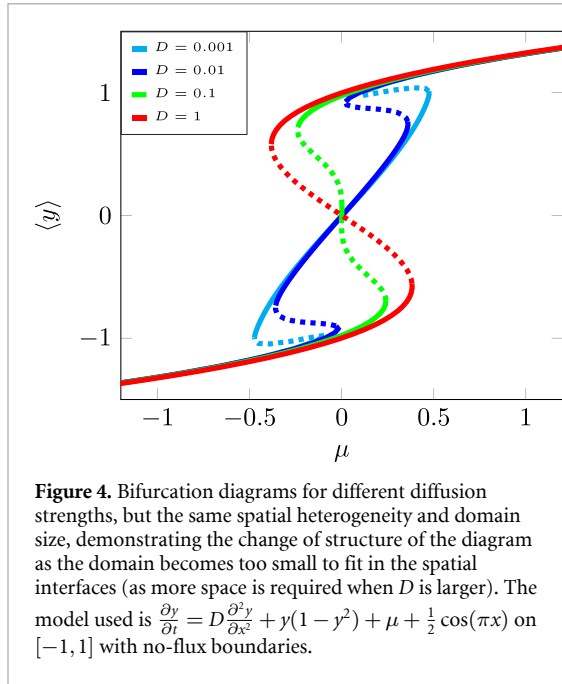 D = 0.001
D = 0.01
D = 0.1
D = 1
1
0
−1
⟨y⟩
−1
−0.5
0
0.5
1
μ
Figure 4. Bifurcation diagrams for different diffusion
strengths, but the same spatial heterogeneity and domain
size, demonstrating the change of structure of the diagram
as the domain becomes too small to fit in the spatial
interfaces (as more space is required when D is larger). The
model used is ∂y/∂t = D ∂²y/∂x² + y(1 − y²) + μ + 1/2 cos(πx) on
[−1, 1] with no-flux boundaries.